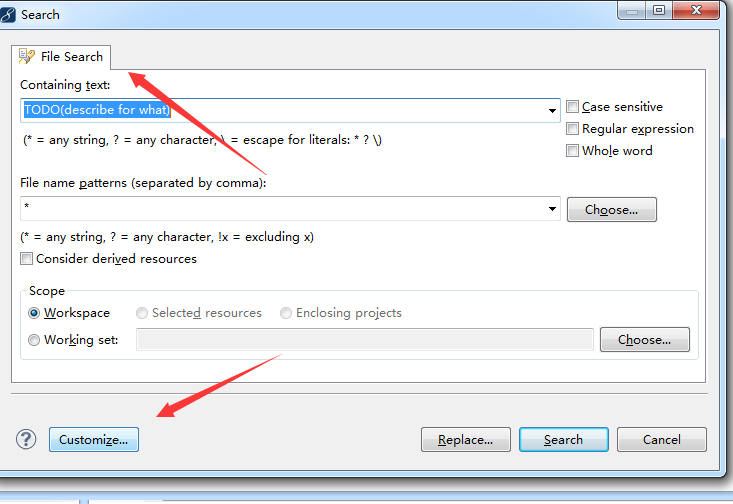 Search
File Search
Containing text:
TODO(describe for what)
Case sensitive
(* = any string, ? = any character, \ = escape for literals: * ? \)
Regular expression
Whole word
File name patterns (separated by comma):
*
Choose...
(* = any string, ? = any character, !x = excluding x)
Consider derived resources
Scope
Workspace
Selected resources
Enclosing projects
Working set:
Choose...
?
Customize...
Replace...
Search
Cancel